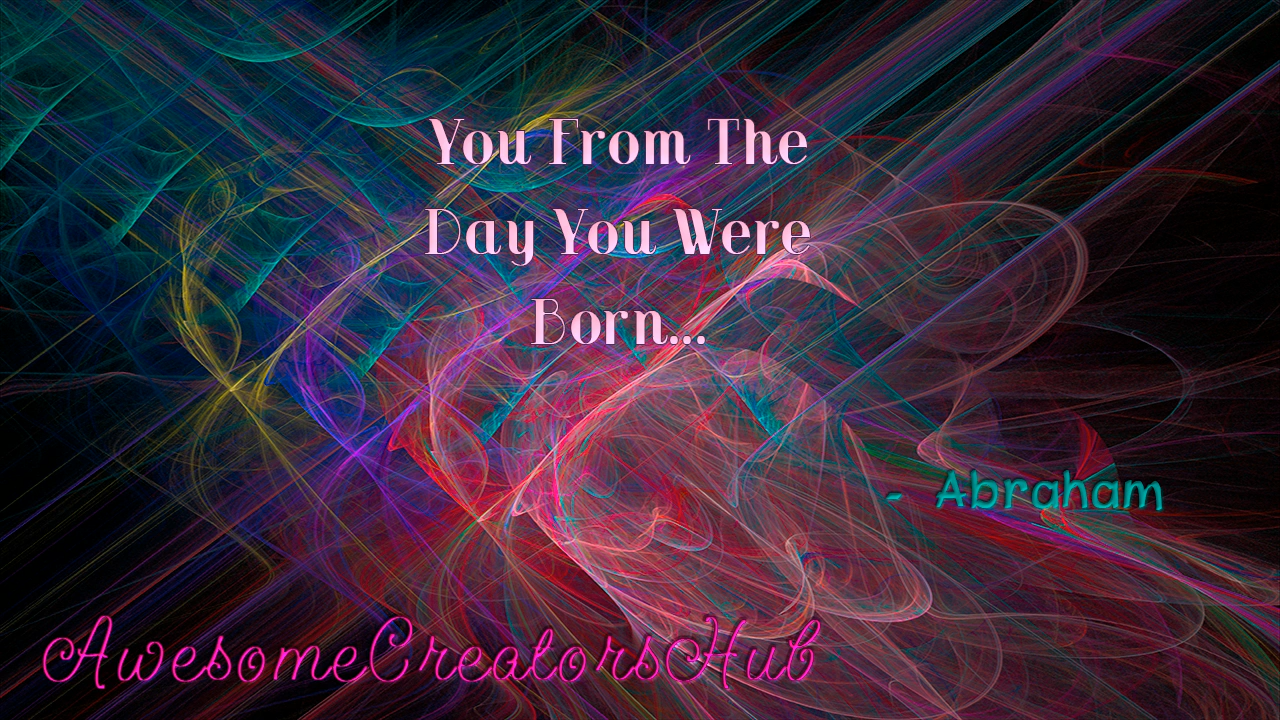 You From The
Day You Were
Born...
- Abraham
AwesomeCreatorsHub